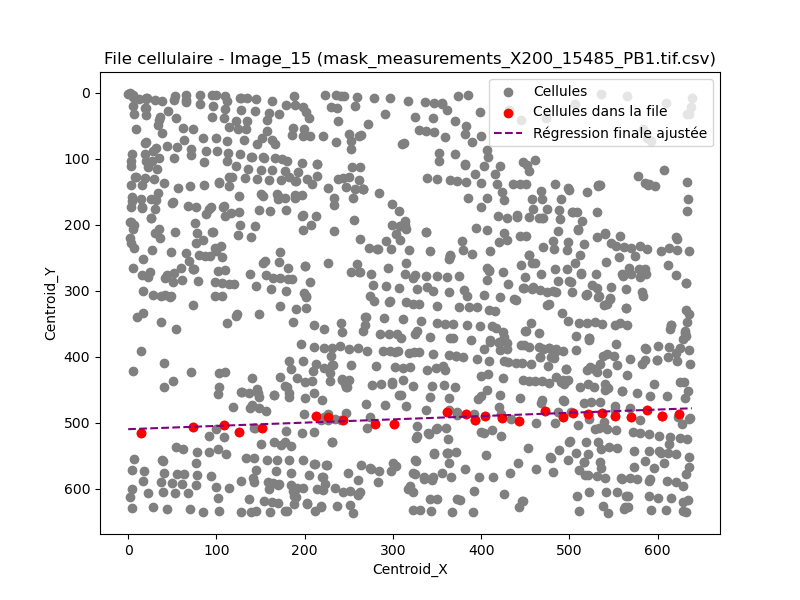 File cellulaire - Image_15 (mask_measurements_X200_15485_PB1.tif.csv)
Cellules
Cellules dans la file
Régression finale ajustée
0
100
200
300
400
500
600
Centroid_Y
0
100
200
300
400
500
600
Centroid_X